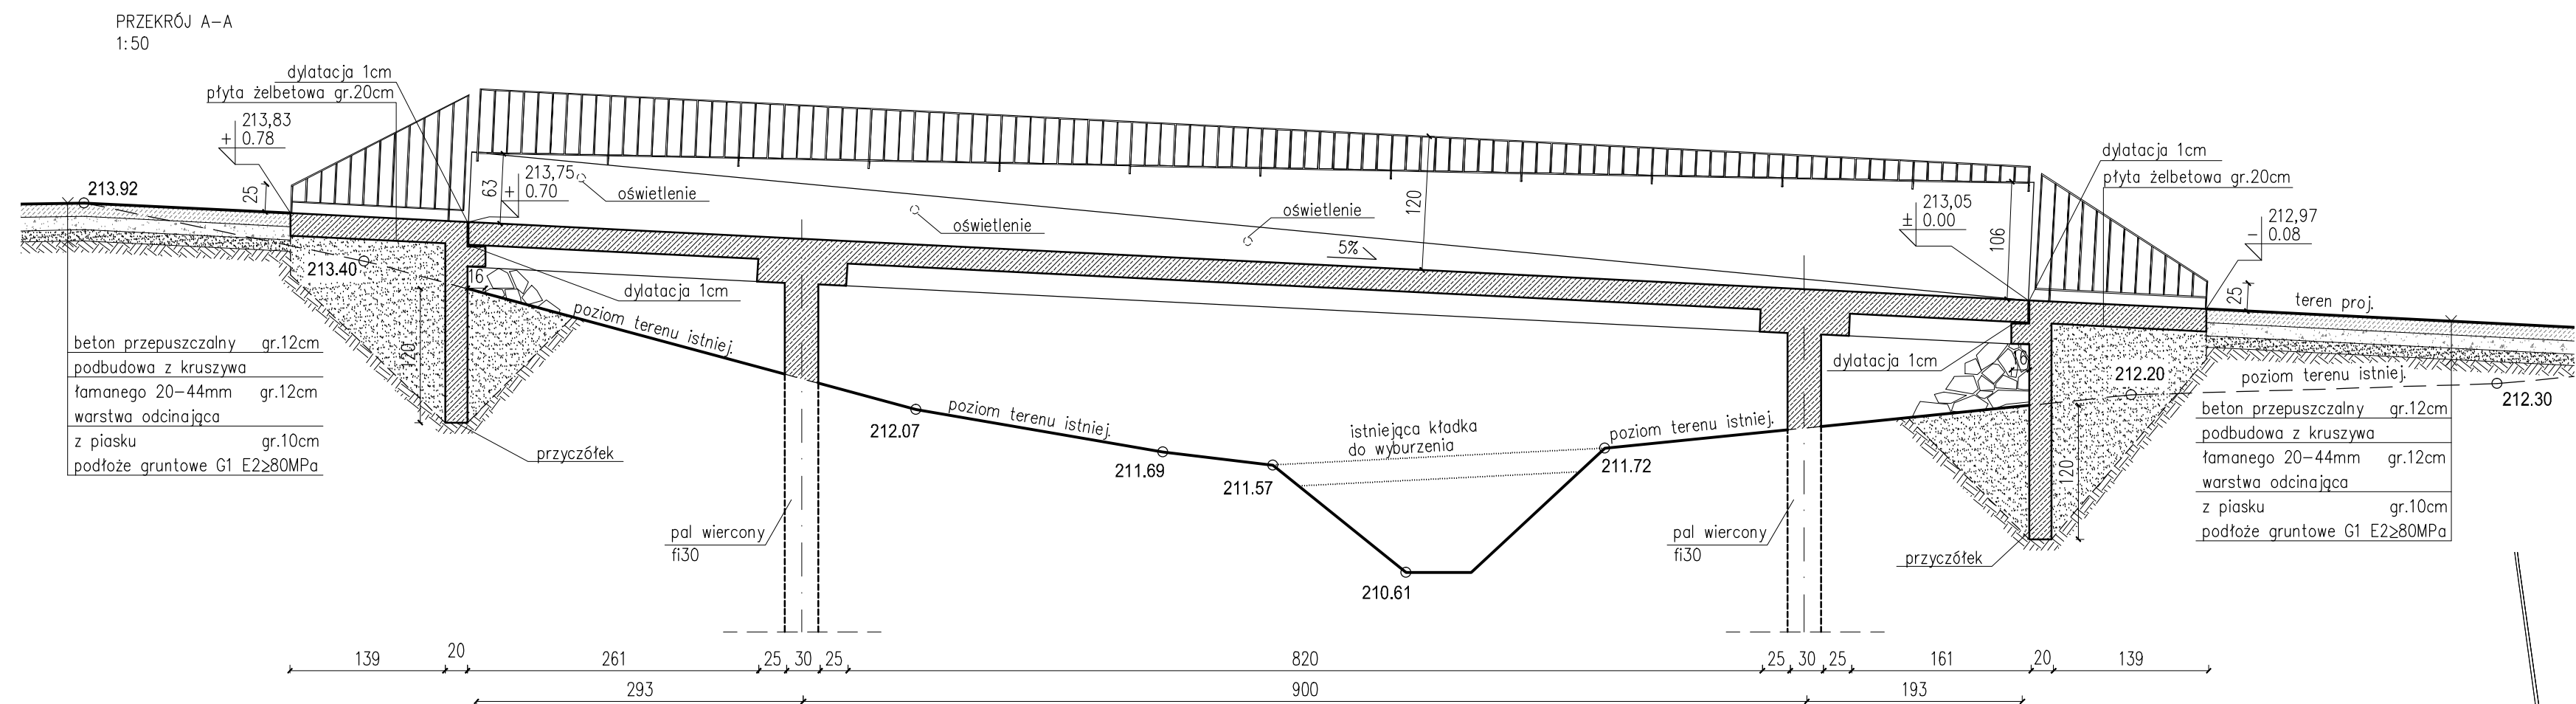 PRZEKRÓJ A-A
1:50
dylatacja 1cm
płyta żelbetowa gr.20cm
213,83
+ 0.78
213.92
25
63
213,75
+ 0.70
oświetlenie
oświetlenie
oświetlenie
120
5%
213,05
± 0.00
106
dylatacja 1cm
płyta żelbetowa gr.20cm
212,97
- 0.08
25
teren proj.
213.40
16
dylatacja 1cm
poziom terenu istniej.
120
beton przepuszczalny gr.12cm
podbudowa z kruszywa
łamanego 20-44mm gr.12cm
warstwa odcinająca
z piasku gr.10cm
podłoże gruntowe G1 E2≥80MPa
przyczółek
212.07
poziom terenu istniej.
211.69
211.57
istniejąca kładka
do wyburzenia
poziom terenu istniej.
211.72
210.61
pal wiercony
fi30
pal wiercony
fi30
dylatacja 1cm
16
212.20
poziom terenu istniej.
212.30
120
przyczółek
beton przepuszczalny gr.12cm
podbudowa z kruszywa
łamanego 20-44mm gr.12cm
warstwa odcinająca
z piasku gr.10cm
podłoże gruntowe G1 E2≥80MPa
139 20 261 25 30 25 820 25 30 25 161 20 139
293 900 193